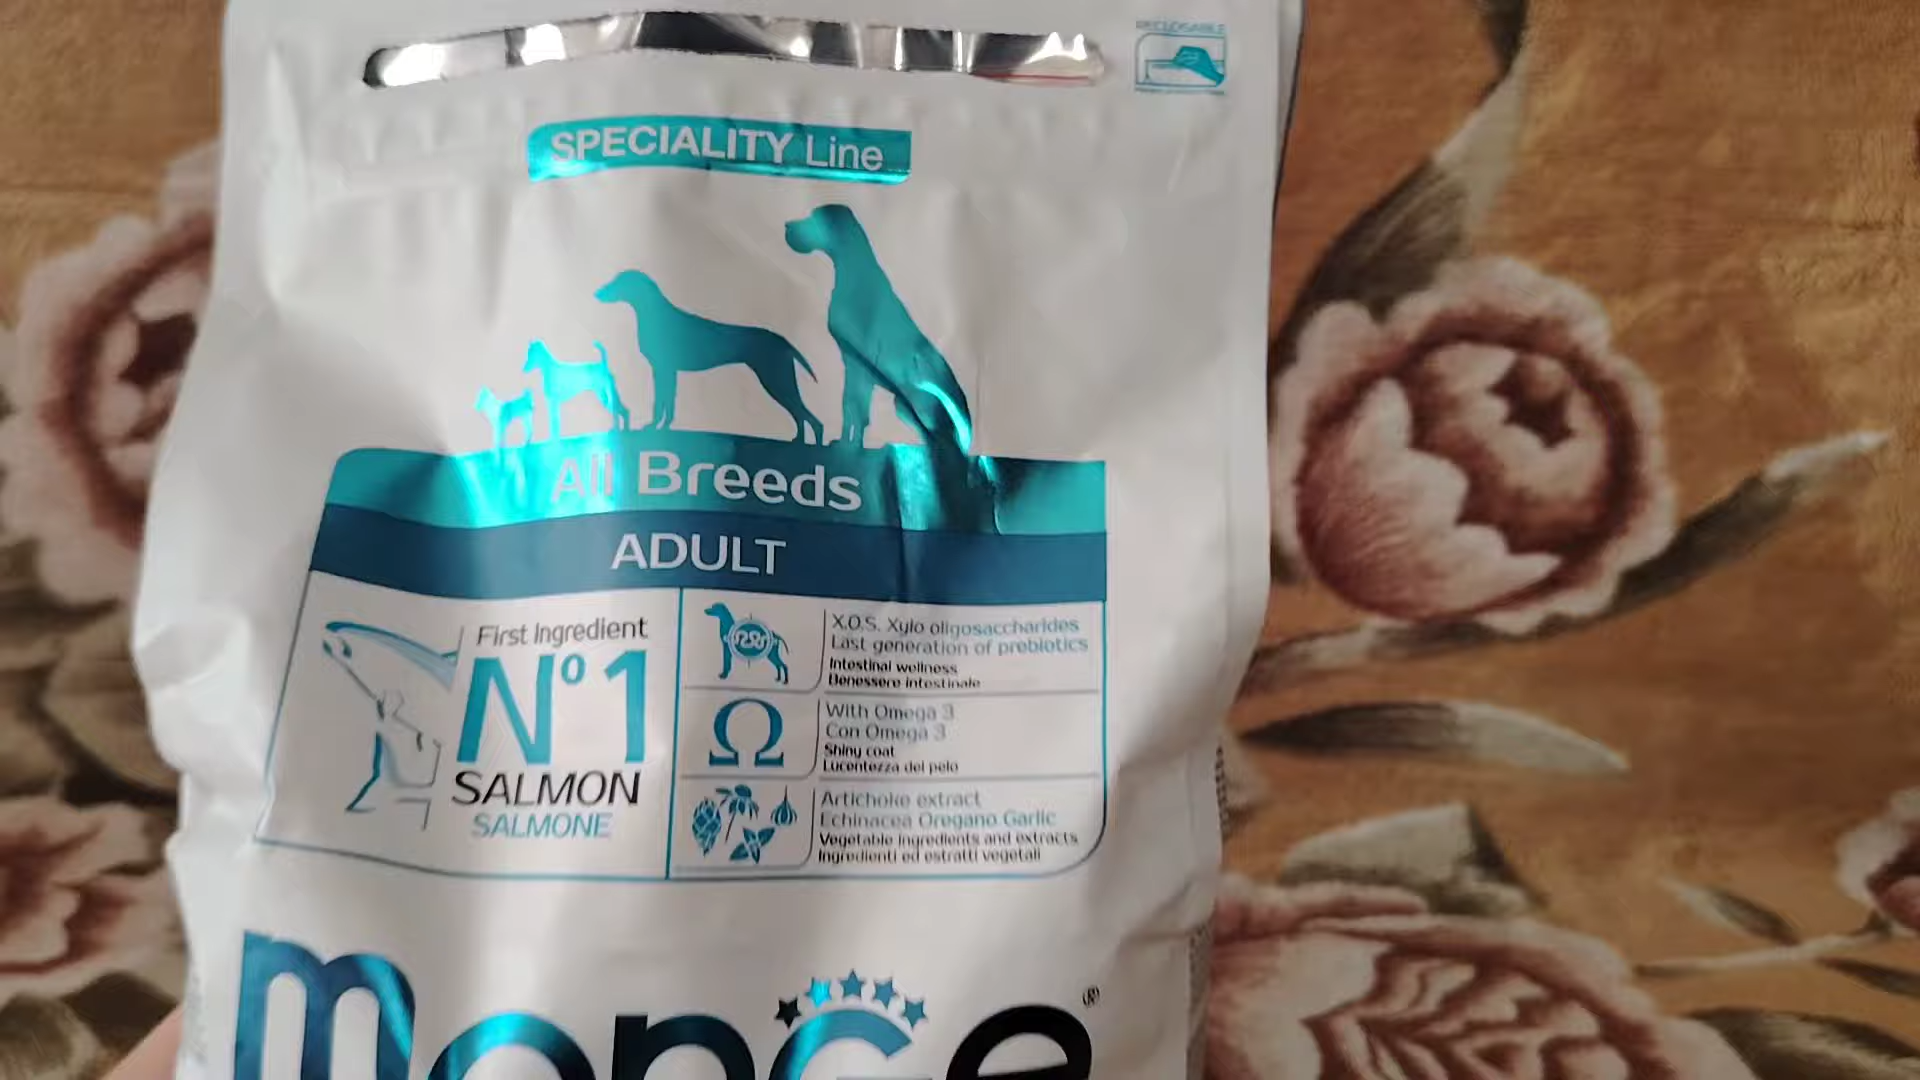 RECLOSABLE
SPECIALITY Line
All Breeds
ADULT
First Ingredient
Nº1
SALMON
SALMONE
X.O.S. Xylo oligosaccharides
Last generation of prebiotics
Intestinal wellness
Benessere intestinale
With Omega 3
Con Omega 3
Shiny coat
Lucentezza del pelo
Artichoke extract
Echinacea Oregano Garlic
Vegetable ingredients and extracts
Ingredienti ed estratti vegetali
monge®